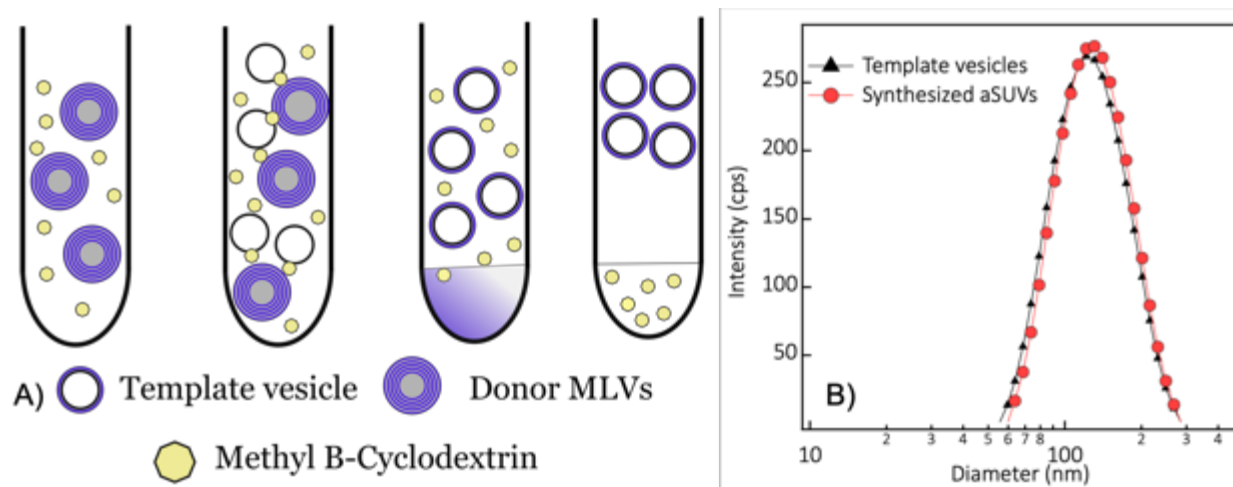 A)
Template vesicle
Donor MLVs
Methyl B-Cyclodextrin
Template vesicles
Synthesized aSUVs
Intensity (cps)
250
200
150
100
50
B)
10
2
3
4
5
6
7
8
100
2
3
4
Diameter (nm)